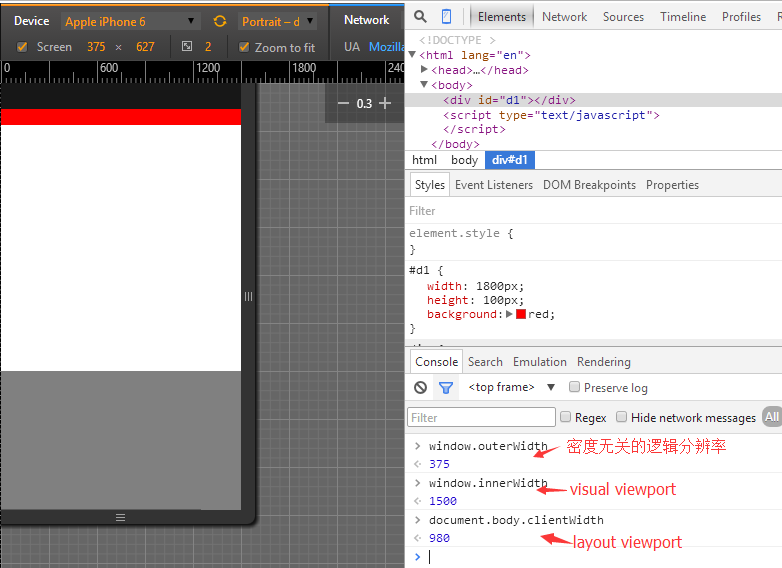 Device Apple iPhone 6 Portrait – d Network
Screen 375 × 627 2 Zoom to fit UA Mozilla
0 600 1200 1800 2400
0.3
Elements Network Sources Timeline Profiles
<!DOCTYPE >
<html lang="en">
<head>…</head>
<body>
<div id="d1"></div>
<script type="text/javascript">
</script>
</body>
html body div#d1
Styles Event Listeners DOM Breakpoints Properties
Filter
element.style {
}
#d1 {
width: 1800px;
height: 100px;
background: red;
}
Console Search Emulation Rendering
<top frame> Preserve log
Filter Regex Hide network messages All
window.outerWidth 密度无关的逻辑分辨率
375
window.innerWidth visual viewport
1500
document.body.clientWidth
980 layout viewport